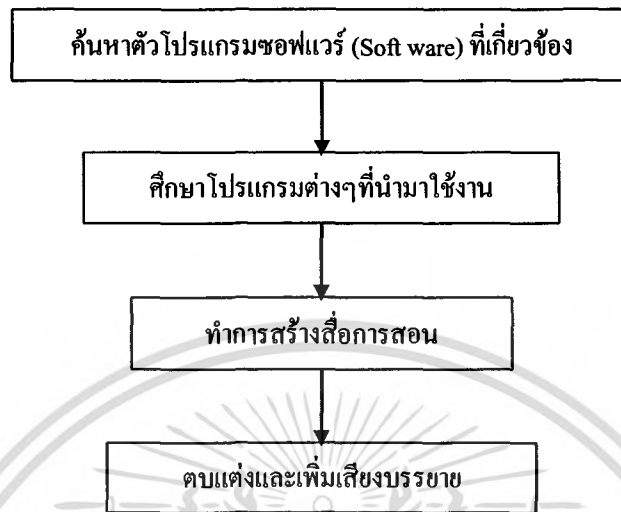 ค้นหาตัวโปรแกรมซอฟแวร์ (Soft ware) ที่เกี่ยวข้อง
ศึกษาโปรแกรมต่างๆที่นำมาใช้งาน
ทำการสร้างสื่อการสอน
ตบแต่งและเพิ่มเสียงบรรยาย